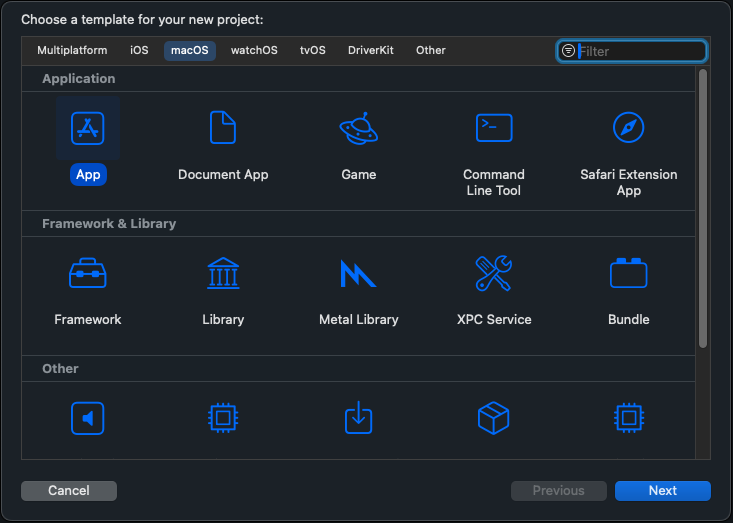 Choose a template for your new project:
Multiplatform iOS macOS watchOS tvOS DriverKit Other Filter
Application
App Document App Game Command Line Tool Safari Extension App
Framework & Library
Framework Library Metal Library XPC Service Bundle
Other
Cancel Previous Next